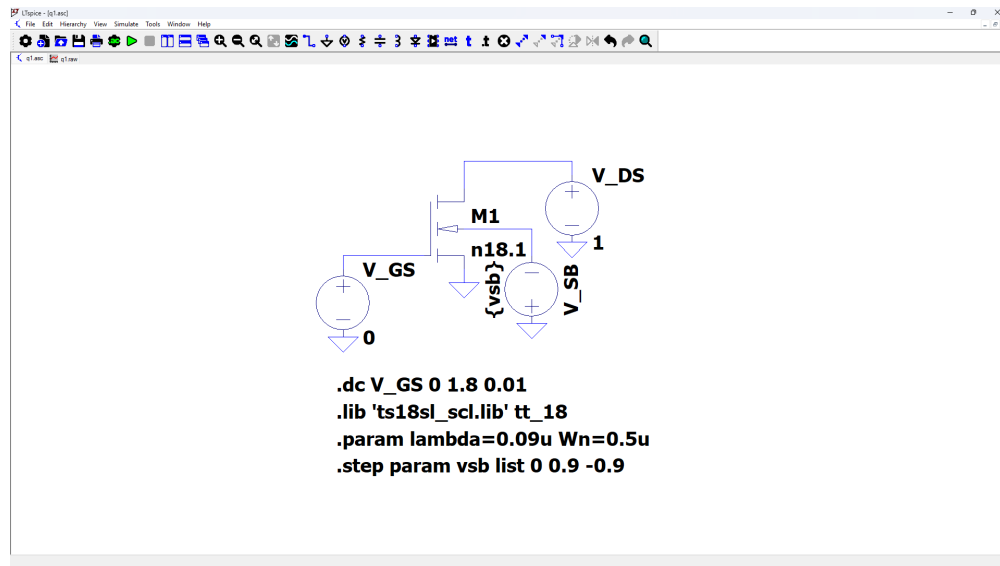 LTspice - [q1.asc]
File Edit Hierarchy View Simulate Tools Window Help
q1.asc q1.raw
V_DS
M1
1
n18.1
V_GS
{vsb}
V_SB
0
.dc V_GS 0 1.8 0.01
.lib 'ts18sl_scl.lib' tt_18
.param lambda=0.09u Wn=0.5u
.step param vsb list 0 0.9 -0.9